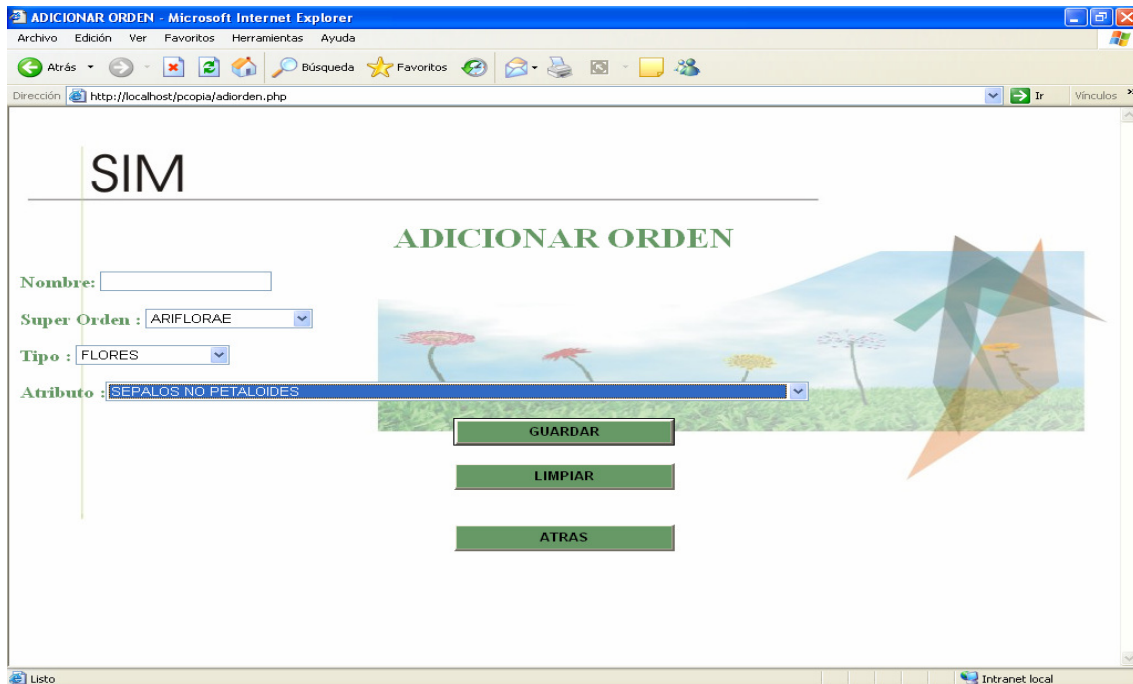 ADICIONAR ORDEN - Microsoft Internet Explorer
Archivo Edición Ver Favoritos Herramientas Ayuda
Atrás Búsqueda Favoritos
Dirección http://localhost/pcopia/adiorden.php Ir Vínculos »
SIM
ADICIONAR ORDEN
Nombre:
Super Orden : ARIFLORAE
Tipo : FLORES
Atributo : SEPALOS NO PETALOIDES
GUARDAR
LIMPIAR
ATRAS
Listo Intranet local